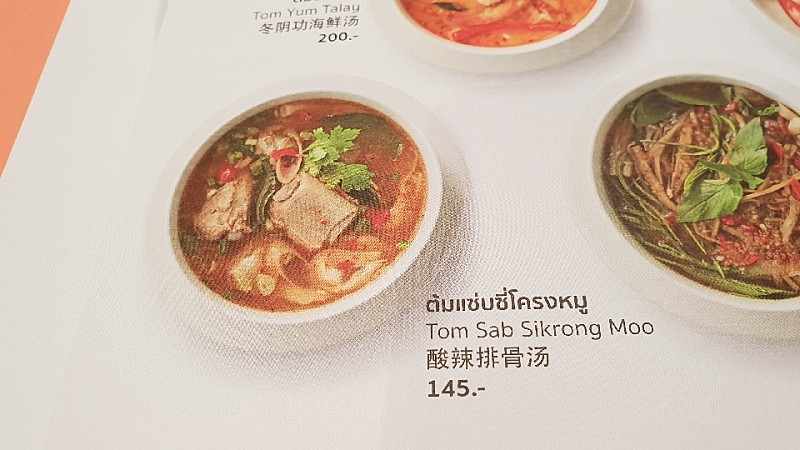 Tom Yum Talay
冬阴功海鲜汤
200.-
ต้มแซ่บซี่โครงหมู
Tom Sab Sikrong Moo
酸辣排骨汤
145.-